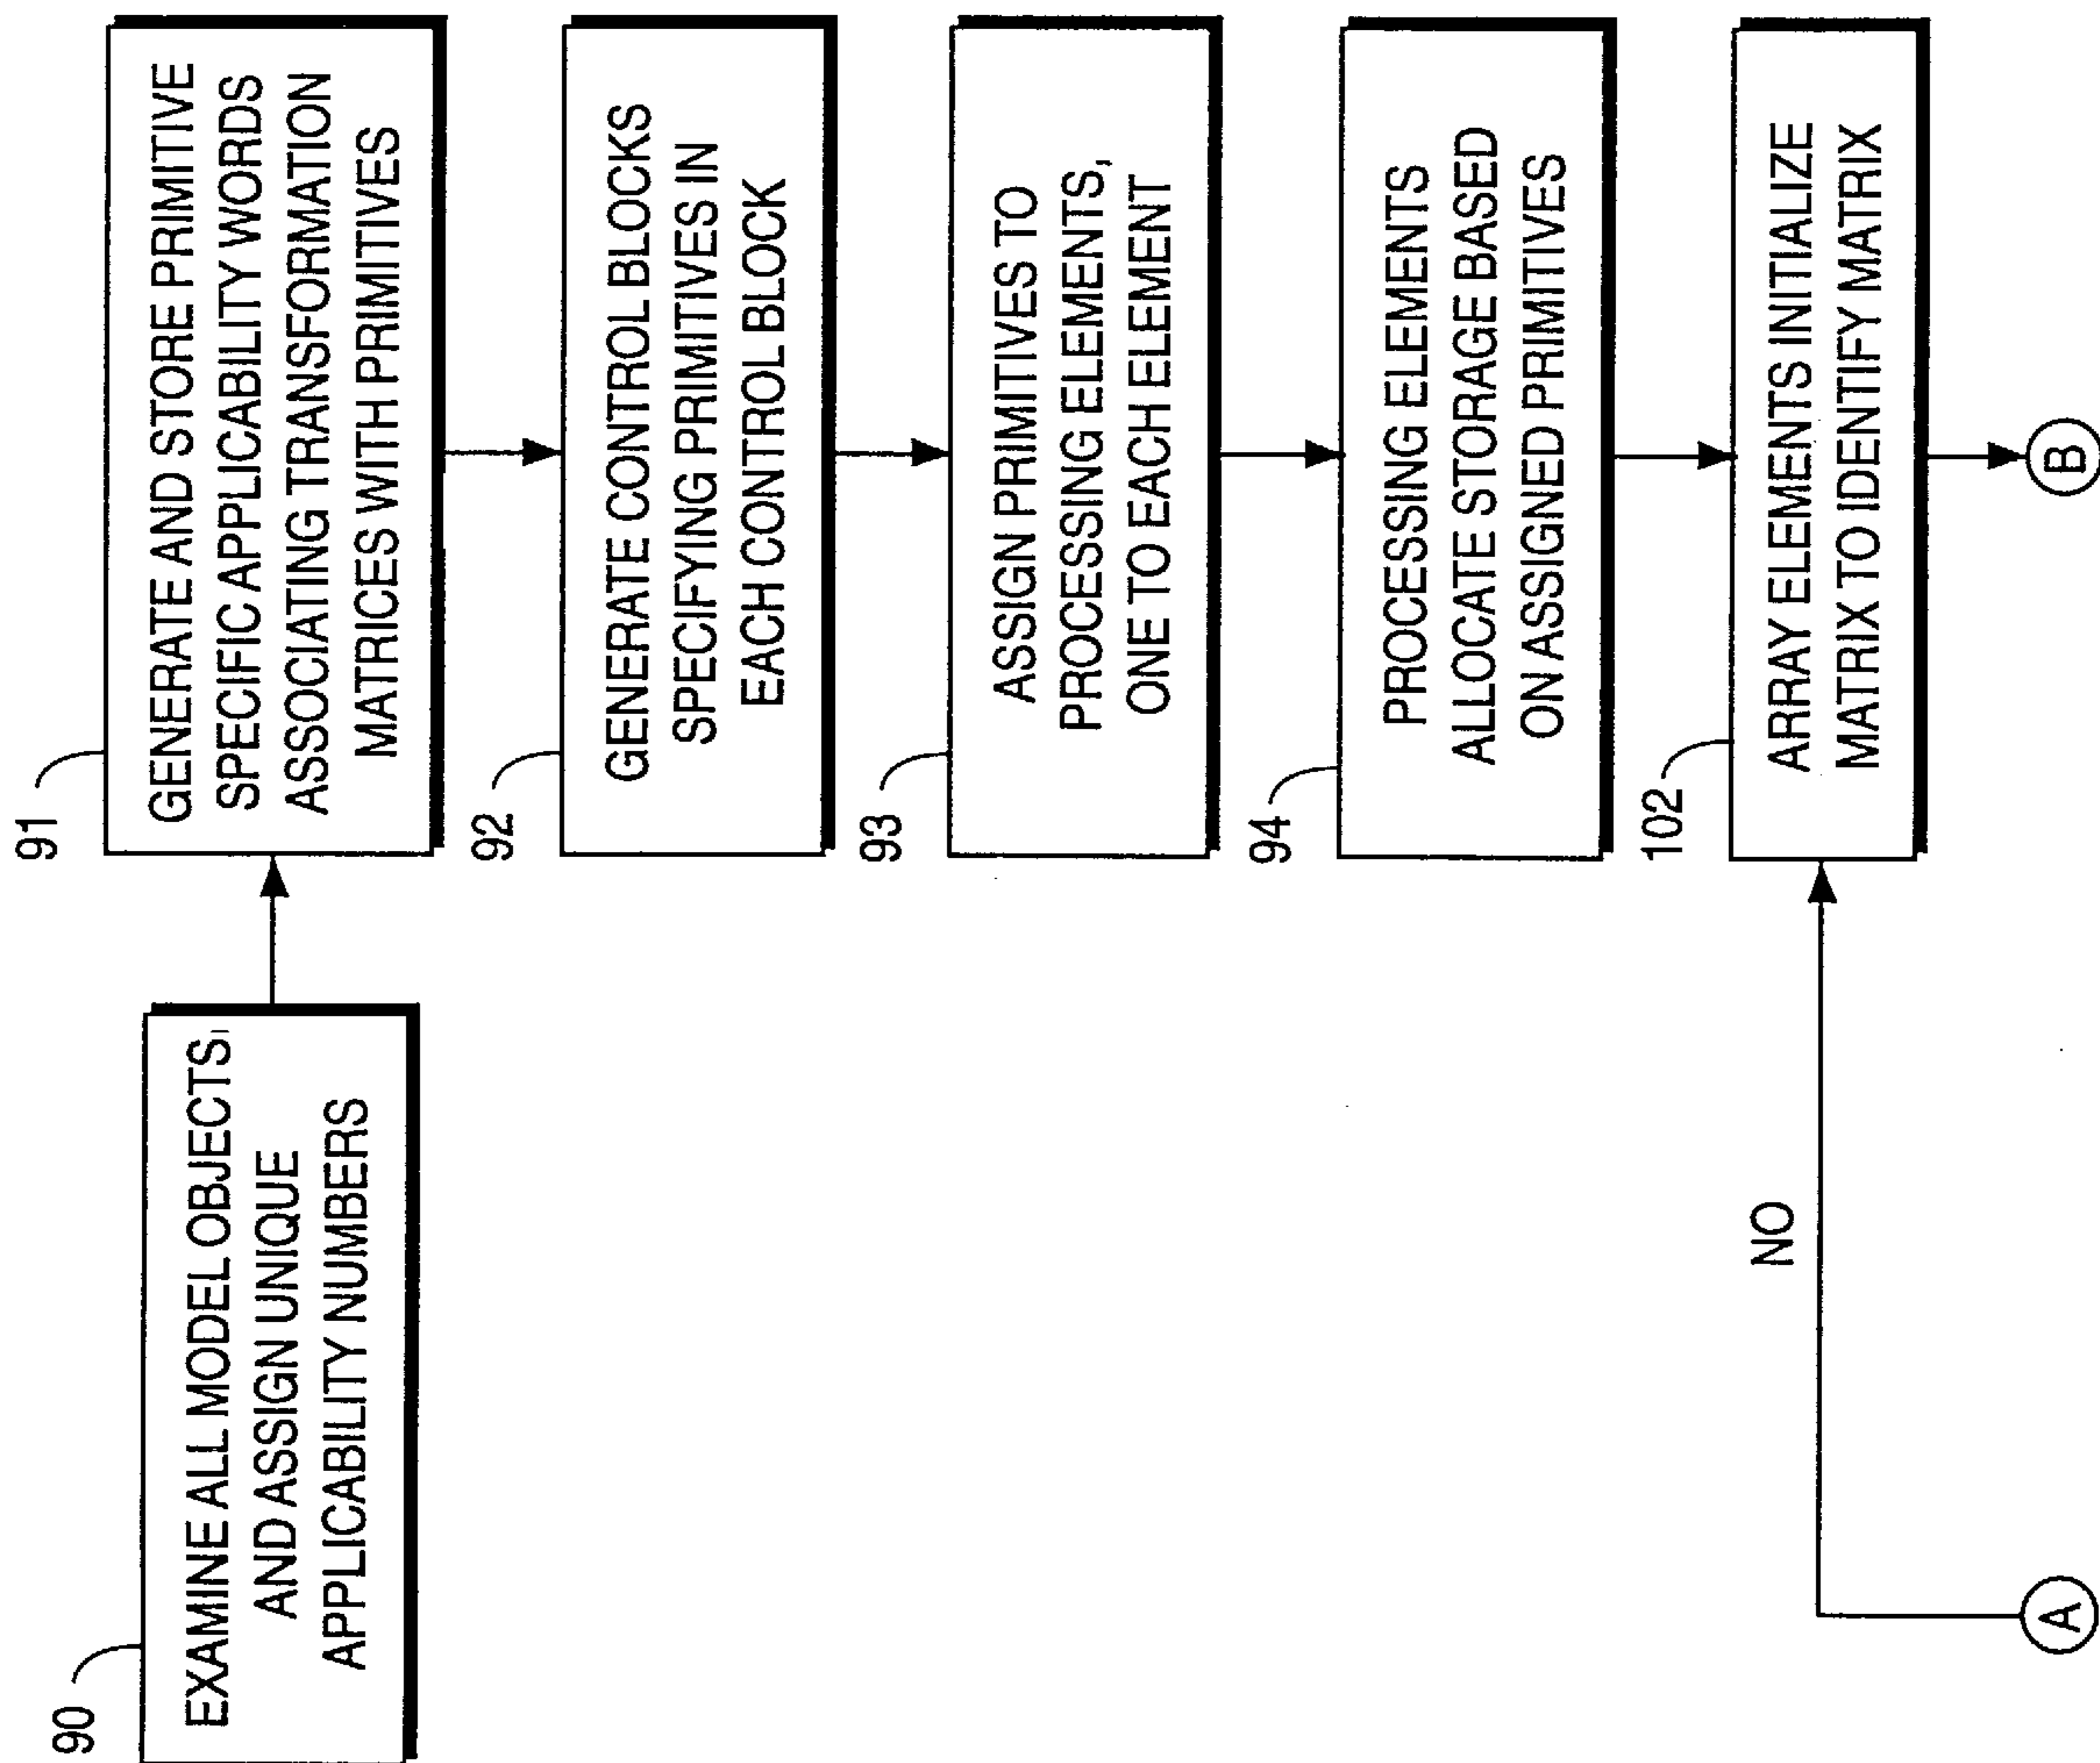 90
EXAMINE ALL MODEL OBJECTS,
AND ASSIGN UNIQUE
APPLICABILITY NUMBERS
91
GENERATE AND STORE PRIMITIVE
SPECIFIC APPLICABILITY WORDS
ASSOCIATING TRANSFORMATION
MATRICES WITH PRIMITIVES
92
GENERATE CONTROL BLOCKS
SPECIFYING PRIMITIVES IN
EACH CONTROL BLOCK
93
ASSIGN PRIMITIVES TO
PROCESSING ELEMENTS,
ONE TO EACH ELEMENT
94
PROCESSING ELEMENTS
ALLOCATE STORAGE BASED
ON ASSIGNED PRIMITIVES
102
ARRAY ELEMENTS INITIALIZE
MATRIX TO IDENTIFY MATRIX
NO
A
B